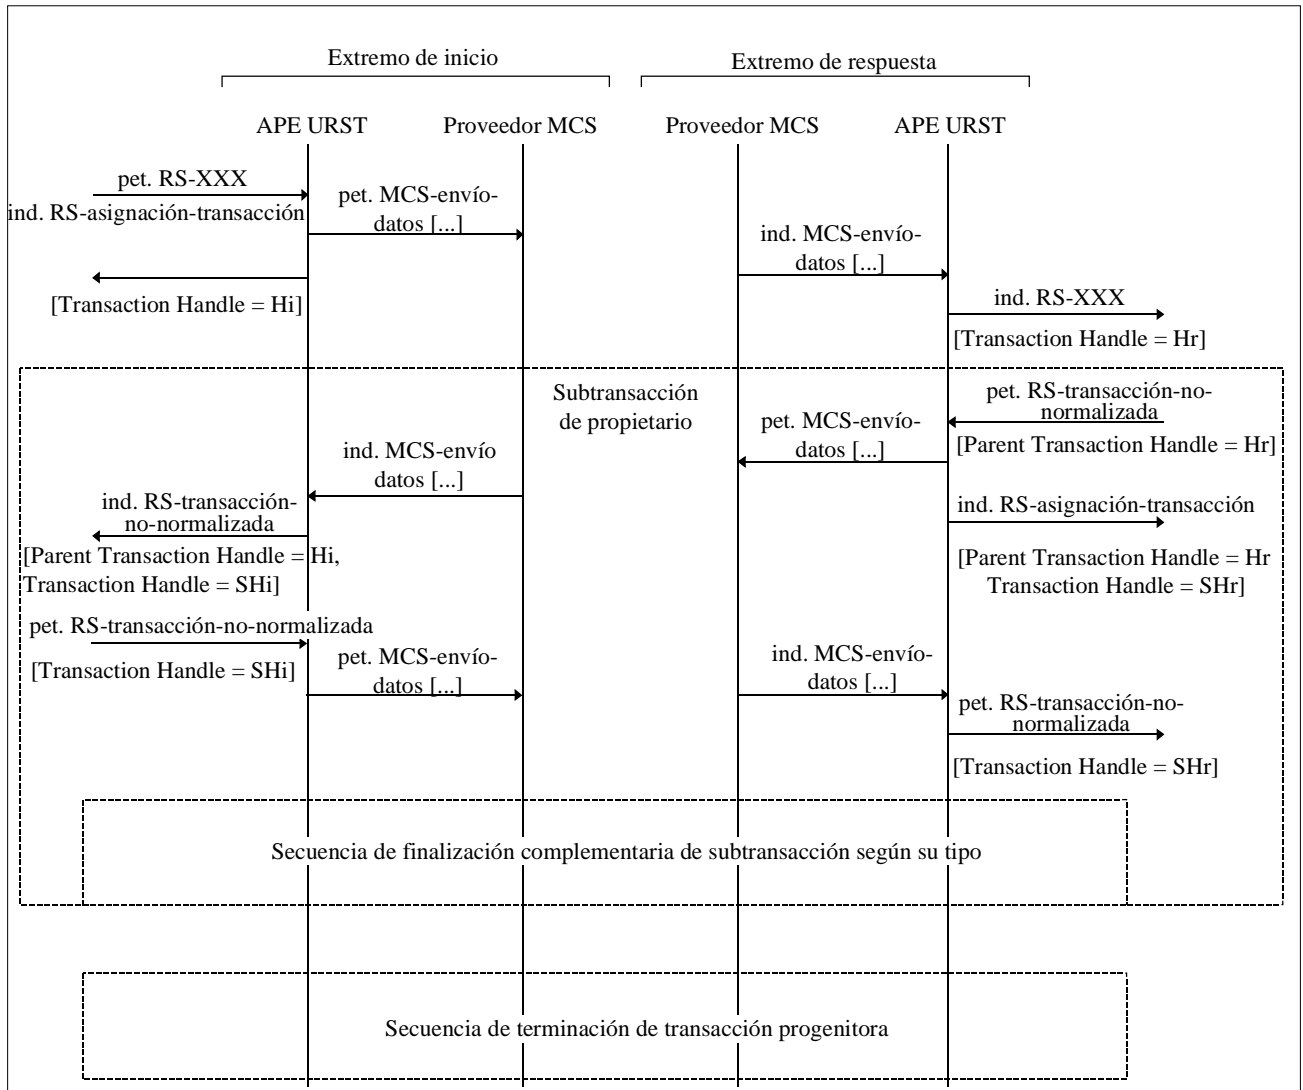 Extremo de inicio
Extremo de respuesta
APE URST
Proveedor MCS
Proveedor MCS
APE URST
pet. RS-XXX
ind. RS-asignación-transacción
pet. MCS-envío-
datos [...]
ind. MCS-envío-
datos [...]
[Transaction Handle = Hi]
ind. RS-XXX
[Transaction Handle = Hr]
Subtransacción
de propietario
pet. RS-transacción-no-
normalizada
[Parent Transaction Handle = Hr]
pet. MCS-envío-
datos [...]
ind. MCS-envío
datos [...]
ind. RS-transacción-
no-normalizada
[Parent Transaction Handle = Hi,
Transaction Handle = SHi]
ind. RS-asignación-transacción
[Parent Transaction Handle = Hr
Transaction Handle = SHr]
pet. RS-transacción-no-normalizada
[Transaction Handle = SHi]
pet. MCS-envío-
datos [...]
ind. MCS-envío-
datos [...]
pet. RS-transacción-no-
normalizada
[Transaction Handle = SHr]
Secuencia de finalización complementaria de subtransacción según su tipo
Secuencia de terminación de transacción progenitora